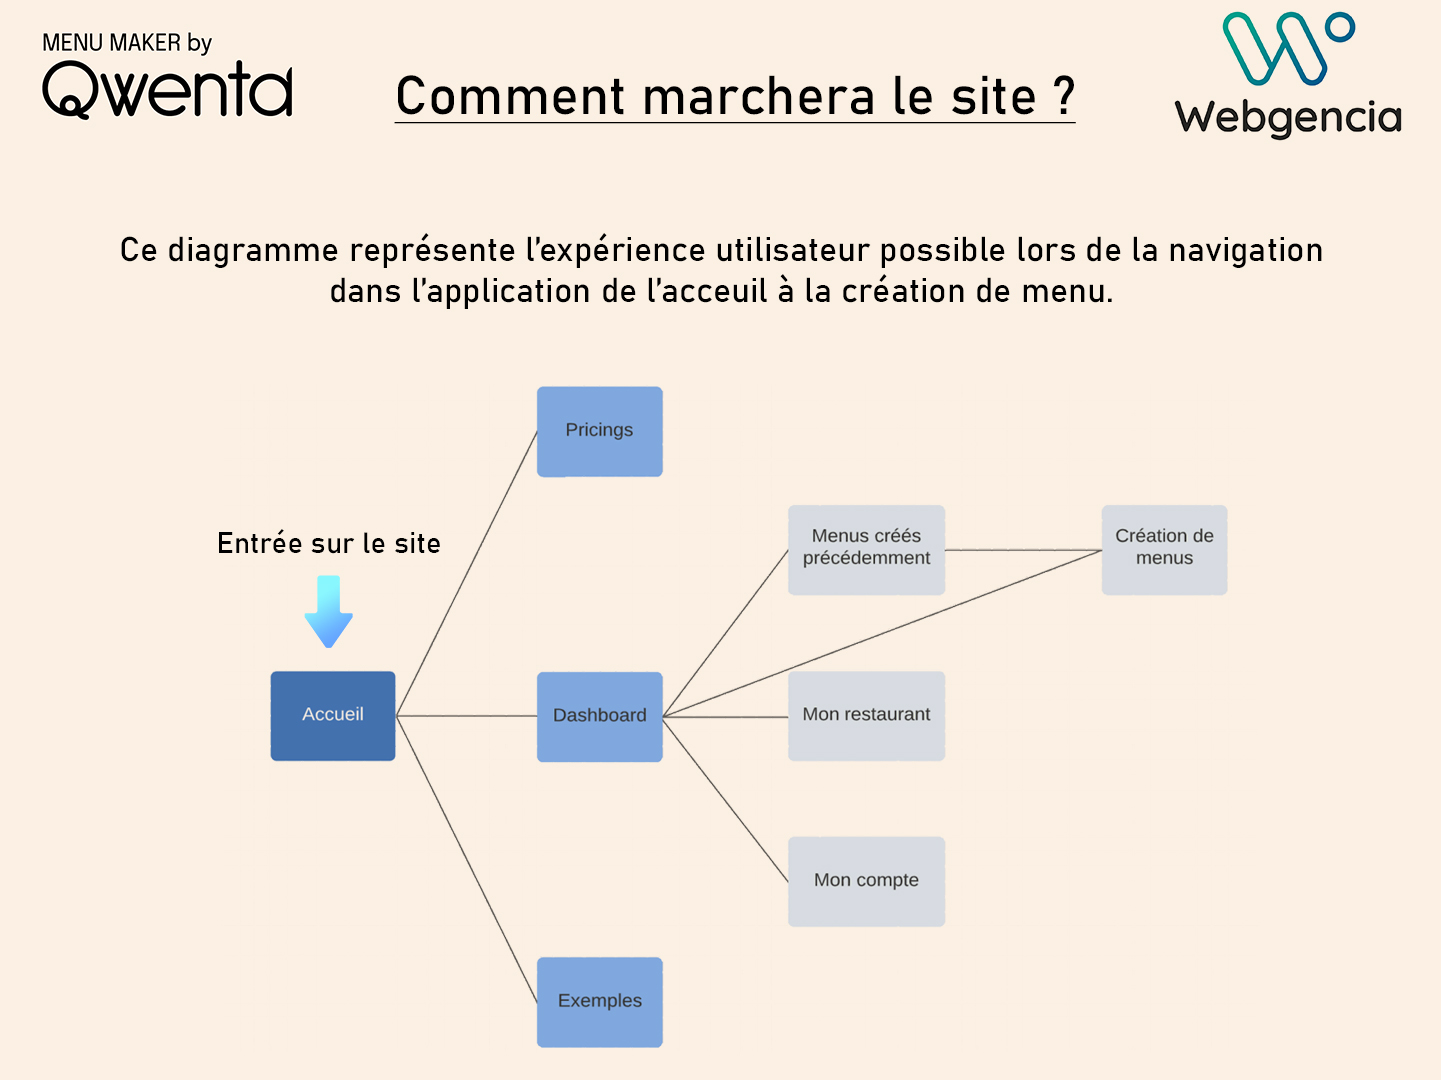 MENU MAKER by
Qwenta
Comment marchera le site ?
Webgencia
Ce diagramme représente l'expérience utilisateur possible lors de la navigation
dans l'application de l'acceuil à la création de menu.
Pricings
Entrée sur le site
Menus créés
précédemment
Création de
menus
Accueil
Dashboard
Mon restaurant
Mon compte
Exemples